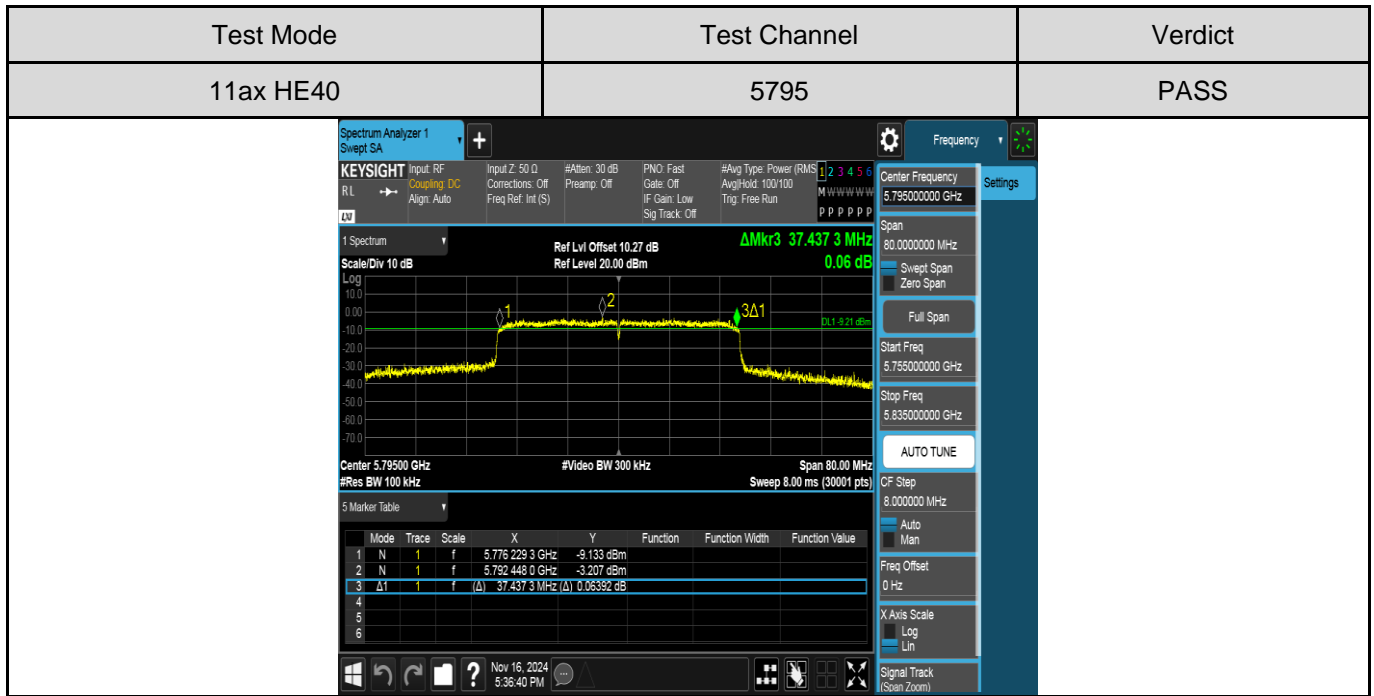 Test Mode Test Channel Verdict
11ax HE40 5795 PASS
Spectrum Analyzer 1
Swept SA
+
Frequency
KEYSIGHT Input: RF Input Z: 50 Ω #Atten: 30 dB PNO: Fast #Avg Type: Power (RMS 1 2 3 4 5 6
RL Coupling: DC Corrections: Off Preamp: Off Gate: Off Avg|Hold: 100/100 M W W W W W
Align: Auto Freq Ref: Int (S) IF Gain: Low Trig: Free Run
LXI Sig Track: Off P P P P P P
Center Frequency
5.795000000 GHz
Settings
1 Spectrum
Ref Lvl Offset 10.27 dB ΔMkr3 37.437 3 MHz
Scale/Div 10 dB Ref Level 20.00 dBm 0.06 dB
Log
10.0
0.00
-10.0
-20.0
-30.0
-40.0
-50.0
-60.0
-70.0
1
2
3Δ1
DL1 -9.21 dBm
Center 5.79500 GHz #Video BW 300 kHz Span 80.00 MHz
#Res BW 100 kHz Sweep 8.00 ms (30001 pts)
Span
80.0000000 MHz
Swept Span
Zero Span
Full Span
Start Freq
5.755000000 GHz
Stop Freq
5.835000000 GHz
AUTO TUNE
CF Step
8.000000 MHz
Auto
Man
Freq Offset
0 Hz
X Axis Scale
Log
Lin
Signal Track
(Span Zoom)
5 Marker Table
Mode Trace Scale X Y Function Function Width Function Value
1 N 1 f 5.776 229 3 GHz -9.133 dBm
2 N 1 f 5.792 448 0 GHz -3.207 dBm
3 Δ1 1 f (Δ) 37.437 3 MHz (Δ) 0.06392 dB
4
5
6
? Nov 16, 2024
5:36:40 PM